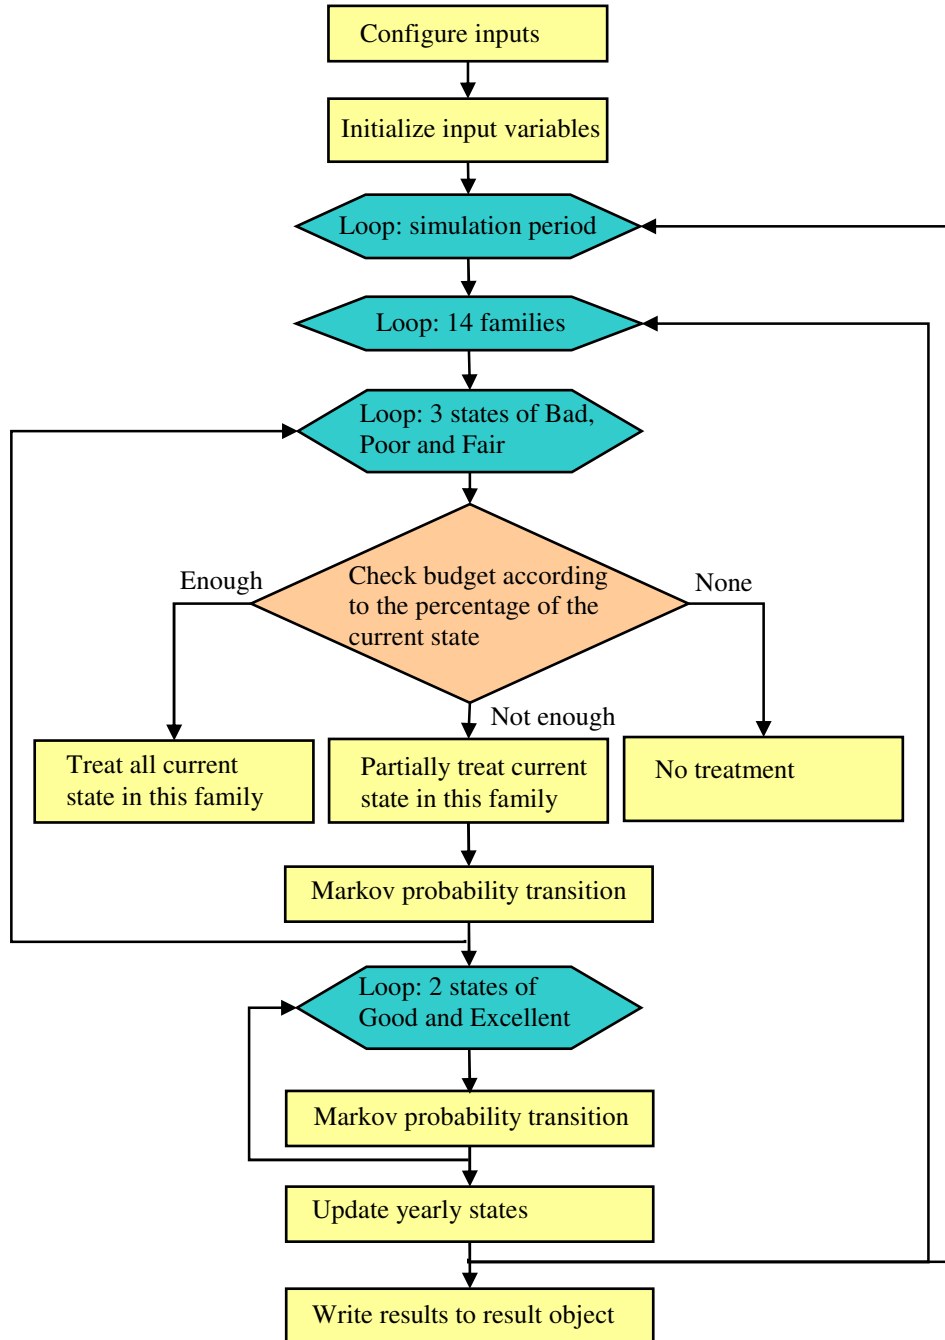 Configure inputs
Initialize input variables
Loop: simulation period
Loop: 14 families
Loop: 3 states of Bad,
Poor and Fair
Check budget according
to the percentage of the
current state
Enough
None
Not enough
Treat all current
state in this family
Partially treat current
state in this family
No treatment
Markov probability transition
Loop: 2 states of
Good and Excellent
Markov probability transition
Update yearly states
Write results to result object